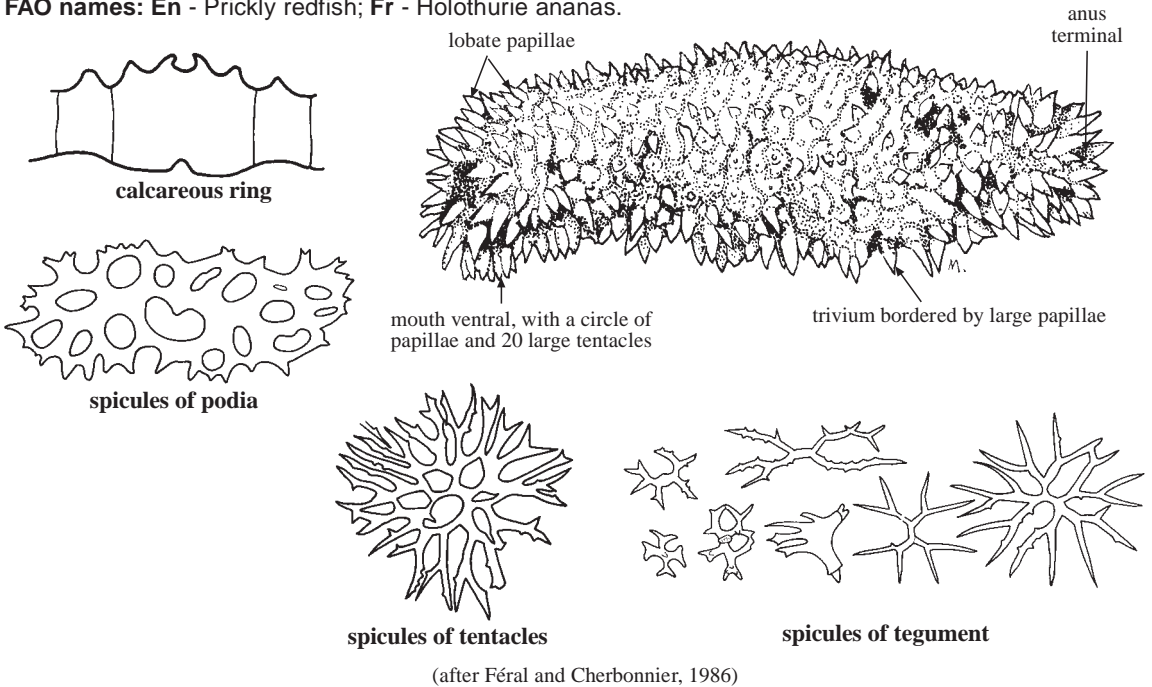 FAO names: En - Prickly redfish; Fr - Holothurie ananas.
lobate papillae
anus
terminal
calcareous ring
mouth ventral, with a circle of
papillae and 20 large tentacles
trivium bordered by large papillae
M.
spicules of podia
spicules of tentacles
spicules of tegument
(after Féral and Cherbonnier, 1986)